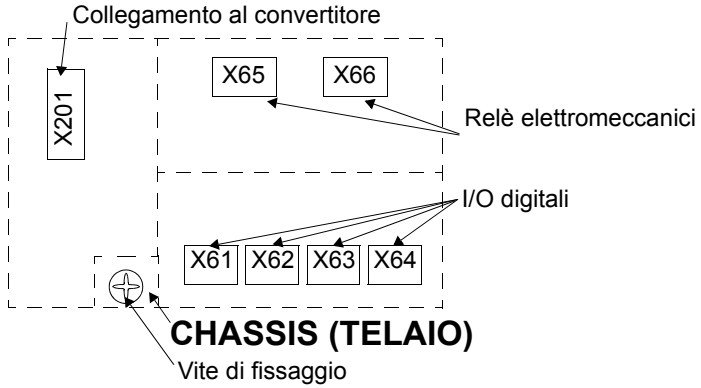 Collegamento al convertitore
X201
X65
X66
Relè elettromeccanici
I/O digitali
X61
X62
X63
X64
CHASSIS (TELAIO)
Vite di fissaggio